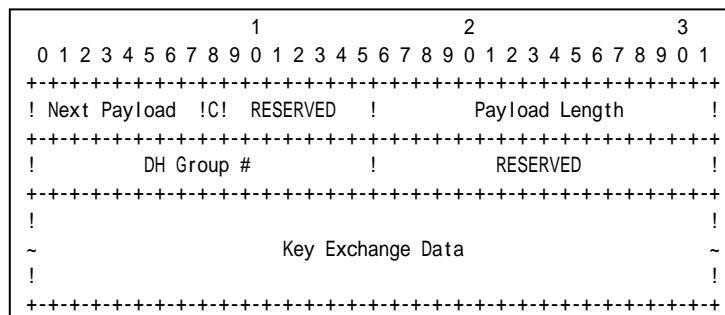 1                   2                   3
 0 1 2 3 4 5 6 7 8 9 0 1 2 3 4 5 6 7 8 9 0 1 2 3 4 5 6 7 8 9 0 1
+-+-+-+-+-+-+-+-+-+-+-+-+-+-+-+-+-+-+-+-+-+-+-+-+-+-+-+-+-+-+-+-+
! Next Payload  !C!  RESERVED   !         Payload Length        !
+-+-+-+-+-+-+-+-+-+-+-+-+-+-+-+-+-+-+-+-+-+-+-+-+-+-+-+-+-+-+-+-+
!          DH Group #           !           RESERVED            !
+-+-+-+-+-+-+-+-+-+-+-+-+-+-+-+-+-+-+-+-+-+-+-+-+-+-+-+-+-+-+-+-+
!                                                               !
~                       Key Exchange Data                       ~
!                                                               !
+-+-+-+-+-+-+-+-+-+-+-+-+-+-+-+-+-+-+-+-+-+-+-+-+-+-+-+-+-+-+-+-+